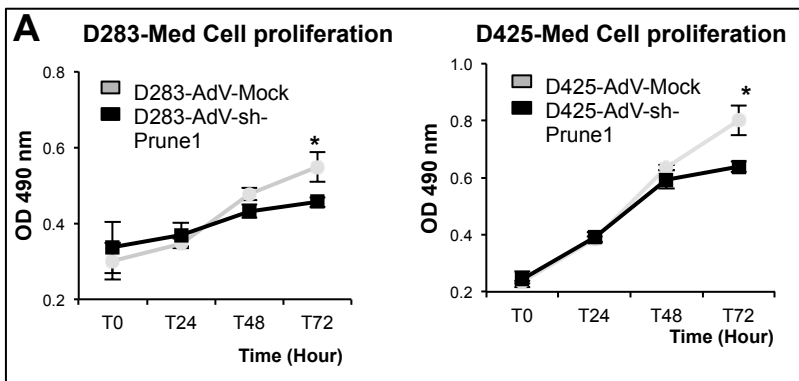 A
D283-Med Cell proliferation
0.8
0.6
0.4
0.2
OD 490 nm
D283-AdV-Mock
D283-AdV-sh-
Prune1
*
T0 T24 T48 T72
Time (Hour)
D425-Med Cell proliferation
1.0
0.8
0.6
0.4
0.2
OD 490 nm
D425-AdV-Mock
D425-AdV-sh-
Prune1
*
T0 T24 T48 T72
Time (Hour)